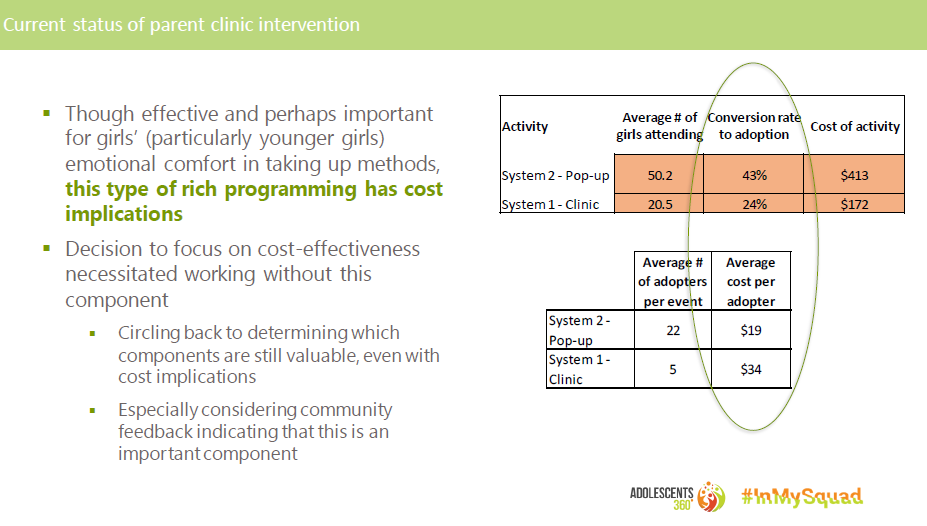 Current status of parent clinic intervention
Though effective and perhaps important
for girls' (particularly younger girls)
emotional comfort in taking up methods,
this type of rich programming has cost
implications
Decision to focus on cost-effectiveness
necessitated working without this
component
Circling back to determining which
components are still valuable, even with
cost implications
Especially considering community
feedback indicating that this is an
important component
Activity
Average # of
girls attending
Conversion rate
to adoption
Cost of activity
System 2 - Pop-up 50.2 43% $413
System 1 - Clinic 20.5 24% $172
Average #
of adopters
per event
Average
cost per
adopter
System 2 -
Pop-up
22 $19
System 1 -
Clinic
5 $34
ADOLESCENTS
360°
#InMySquad